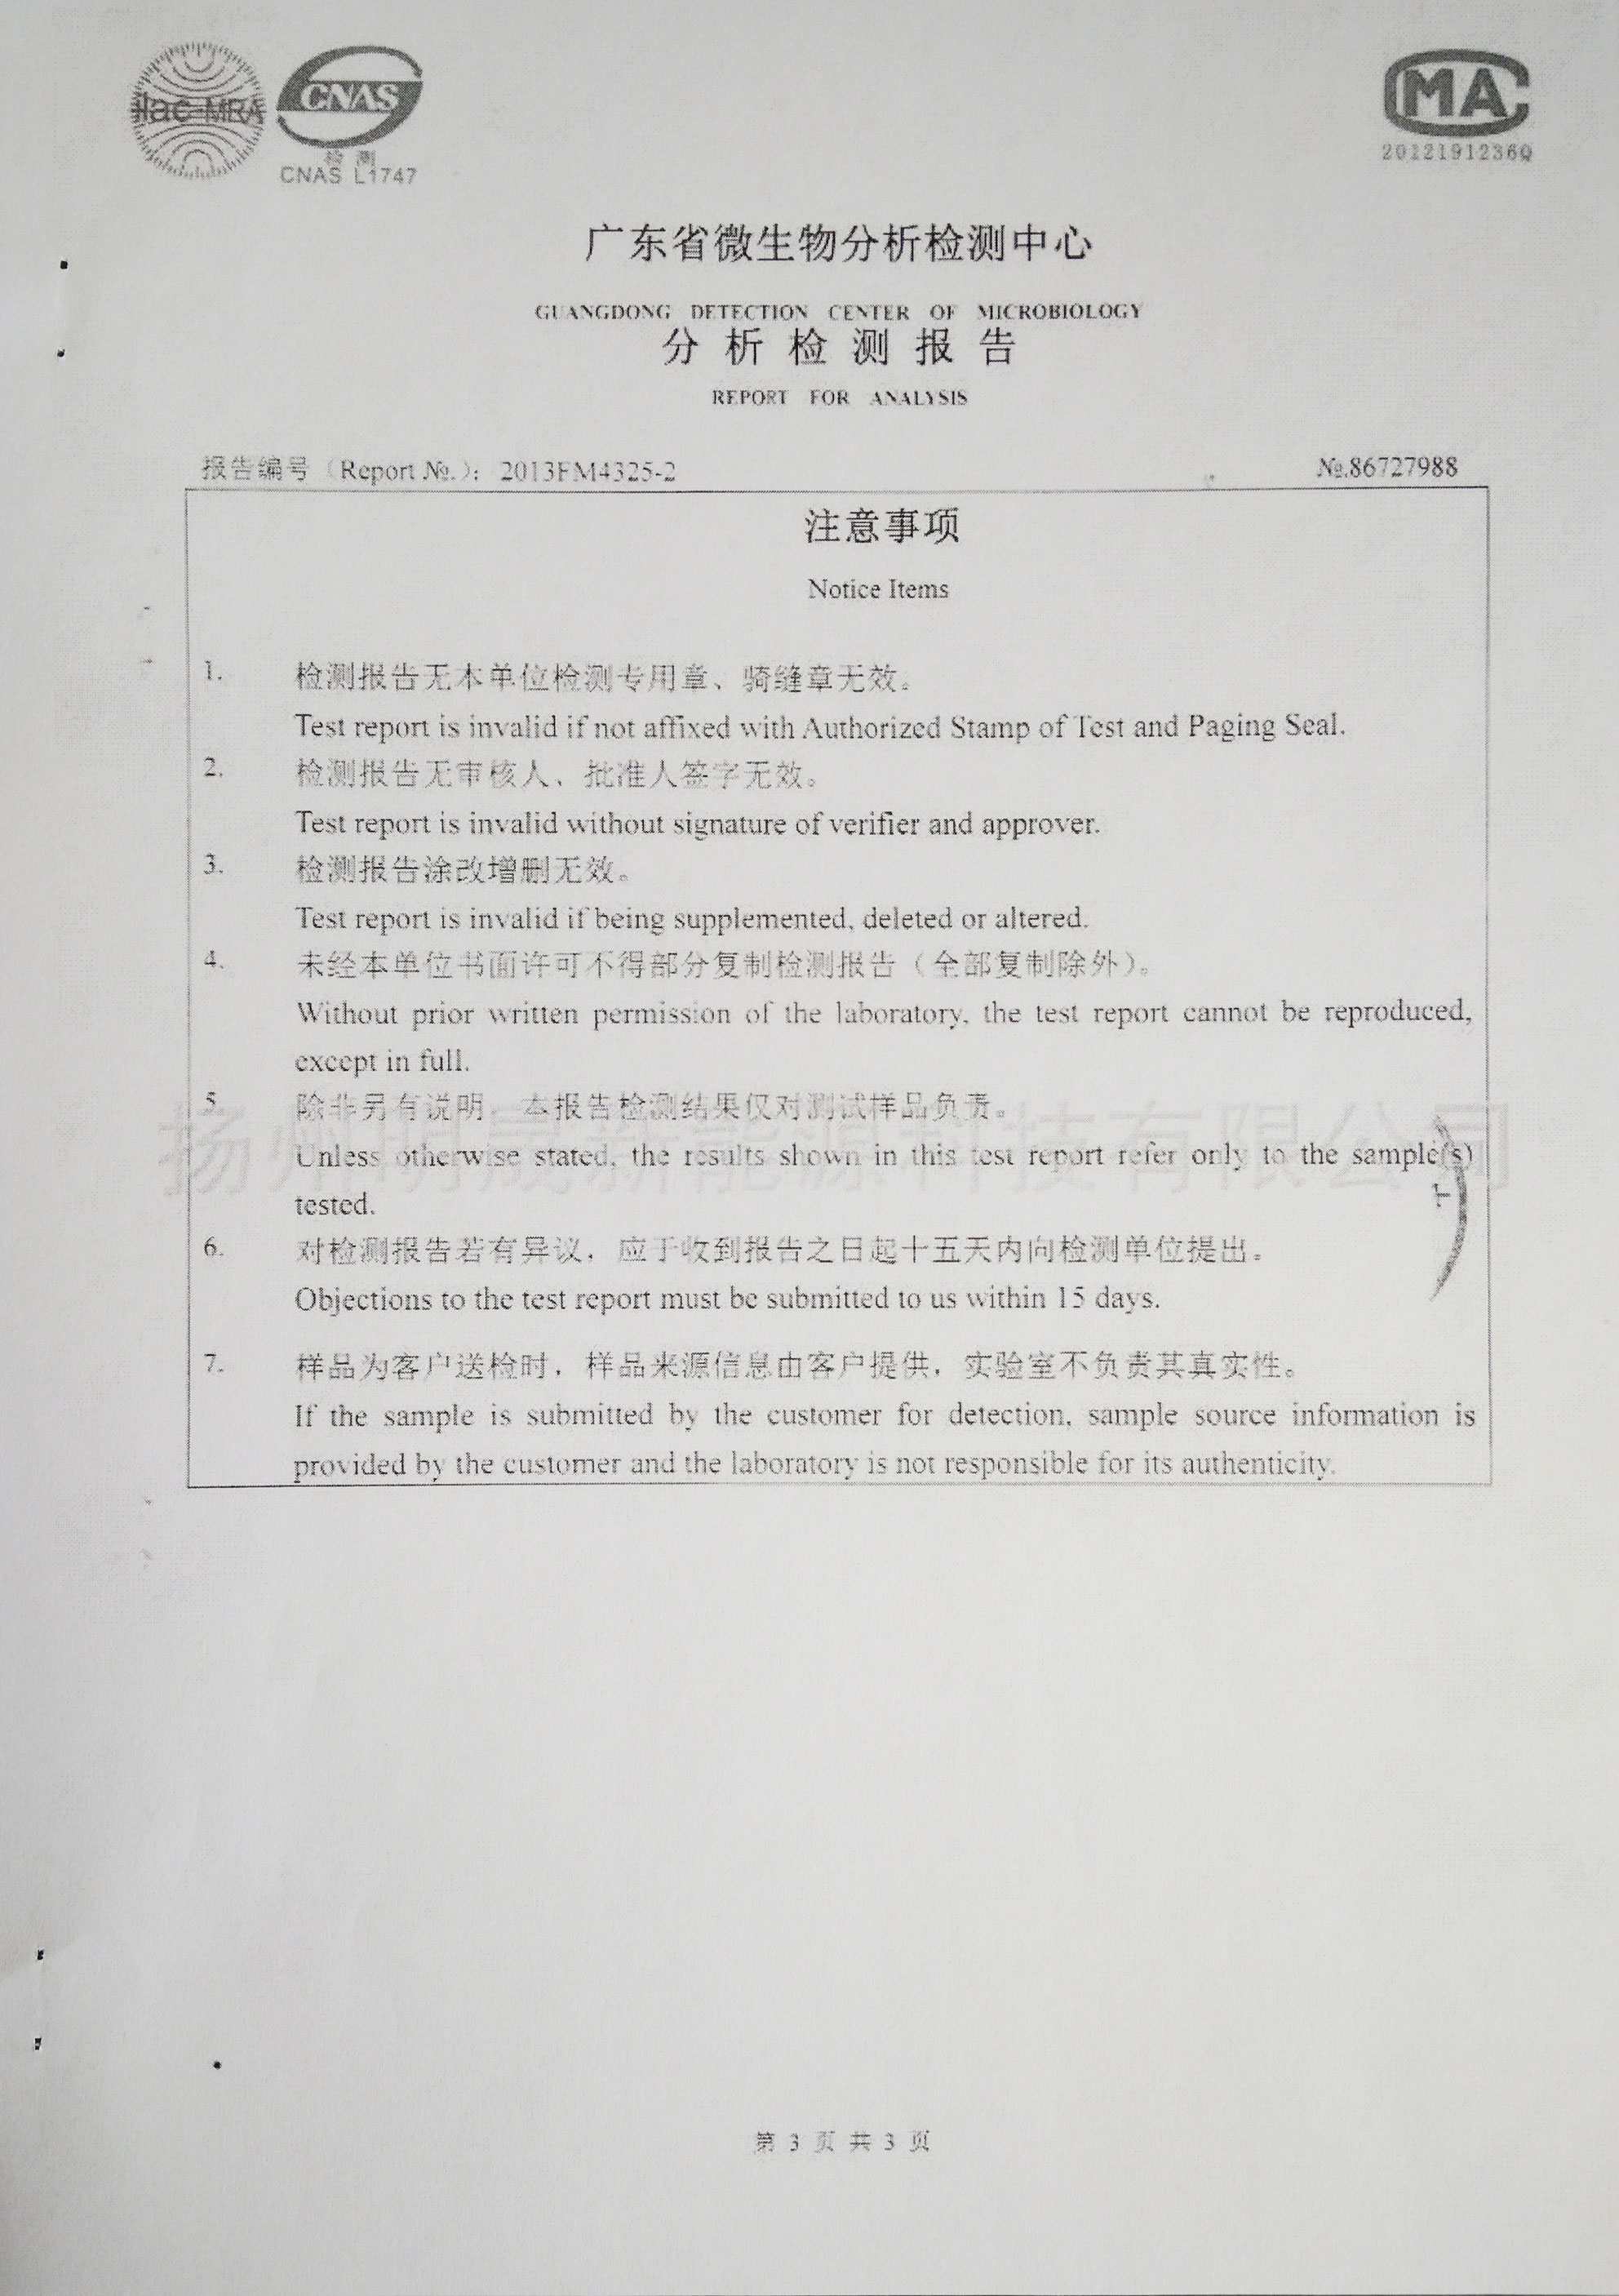 ilac-MRA
CNAS
检测
CNAS L1747
MA
2012191236Q
广东省微生物分析检测中心
GUANGDONG DETECTION CENTER OF MICROBIOLOGY
分析检测报告
REPORT FOR ANALYSIS
报告编号(Report №.): 2013FM4325-2
№.86727988
注意事项
Notice Items
1. 检测报告无本单位检测专用章、骑缝章无效。
Test report is invalid if not affixed with Authorized Stamp of Test and Paging Seal.
2. 检测报告无审核人、批准人签字无效。
Test report is invalid without signature of verifier and approver.
3. 检测报告涂改增删无效。
Test report is invalid if being supplemented, deleted or altered.
4. 未经本单位书面许可不得部分复制检测报告(全部复制除外)。
Without prior written permission of the laboratory, the test report cannot be reproduced,
except in full.
5. 除非另有说明,本报告检测结果仅对测试样品负责。
Unless otherwise stated, the results shown in this test report refer only to the sample(s)
tested.
6. 对检测报告若有异议,应于收到报告之日起十五天内向检测单位提出。
Objections to the test report must be submitted to us within 15 days.
7. 样品为客户送检时,样品来源信息由客户提供,实验室不负责其真实性。
If the sample is submitted by the customer for detection, sample source information is
provided by the customer and the laboratory is not responsible for its authenticity.
扬州明晟新能源科技有限公司
第 3 页 共 3 页